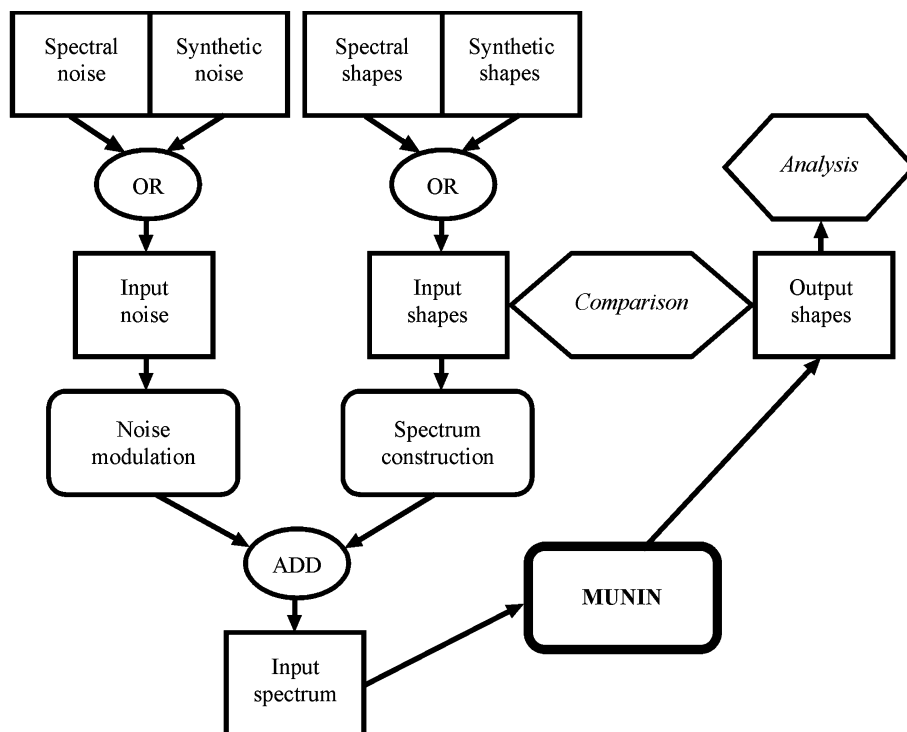 Spectral
noise
Synthetic
noise
Spectral
shapes
Synthetic
shapes
OR
OR
Analysis
Input
noise
Input
shapes
Comparison
Output
shapes
Noise
modulation
Spectrum
construction
ADD
MUNIN
Input
spectrum